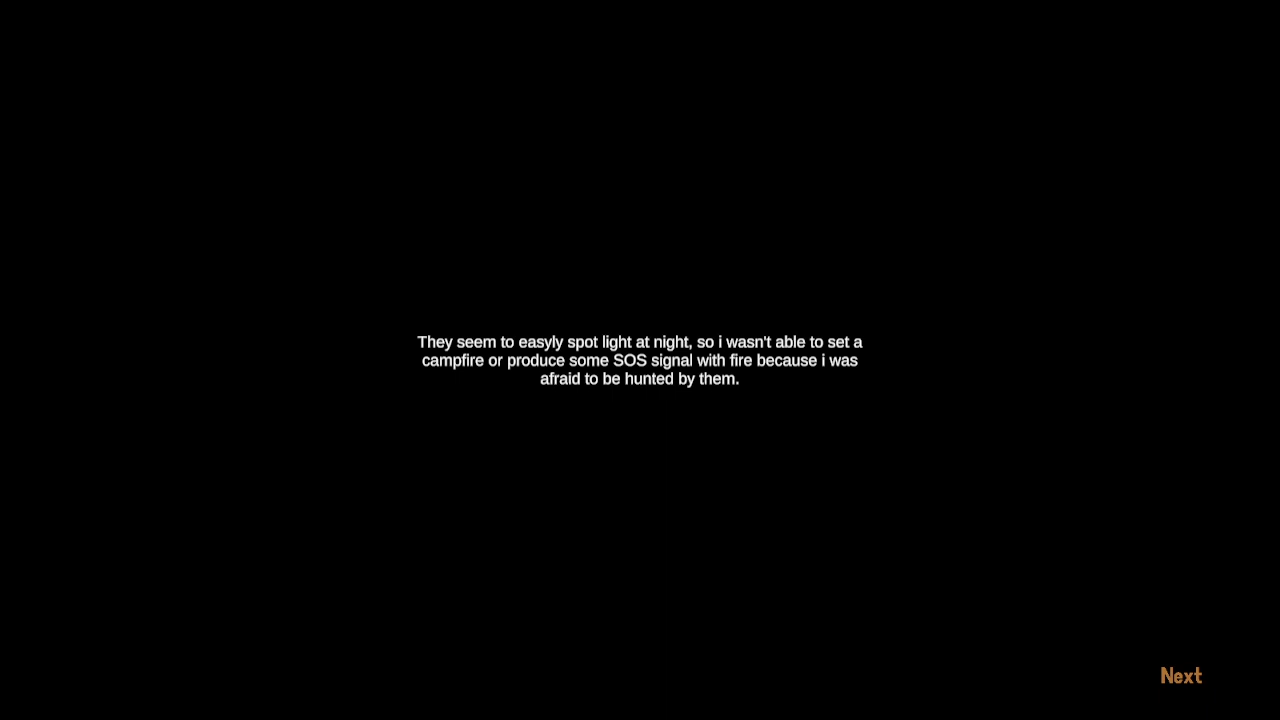 They seem to easyly spot light at night, so i wasn't able to set a
campfire or produce some SOS signal with fire because i was
afraid to be hunted by them.
Next